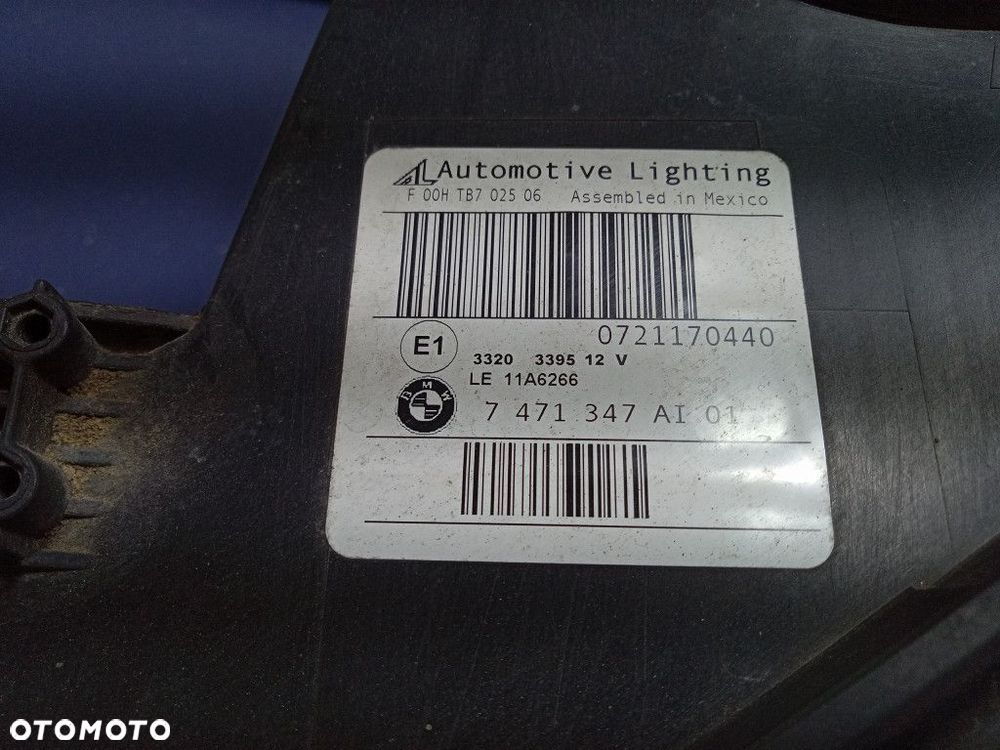 AL Automotive Lighting
F 00H TB7 025 06 Assembled in Mexico
0721170440
E1
3320 3395 12 V
LE 11A6266
BMW
7 471 347 AI 01
OTOMOTO